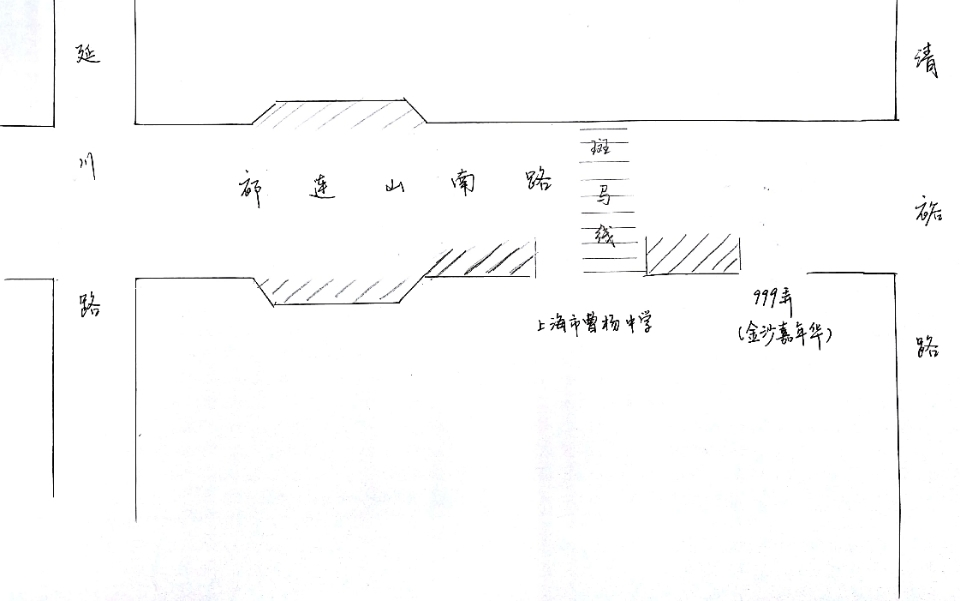 延川路
祁连山南路
斑马线
清裕路
上海市曹杨中学
999弄
(金沙嘉年华)